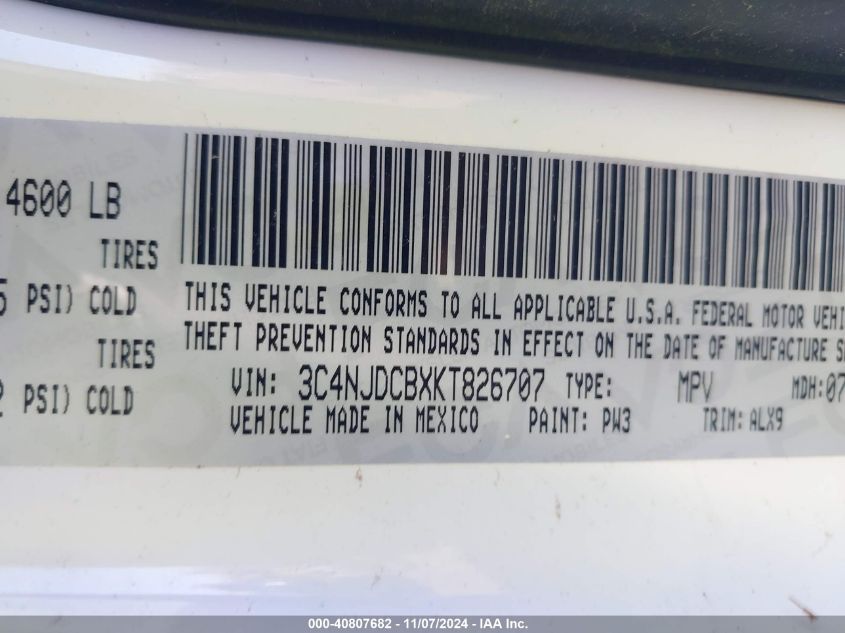 4600 LB
TIRES
PSI) COLD
THIS VEHICLE CONFORMS TO ALL APPLICABLE U.S.A. FEDERAL MOTOR VEHI
THEFT PREVENTION STANDARDS IN EFFECT ON THE DATE OF MANUFACTURE S
TIRES
VIN: 3C4NJDCBXKT826707 TYPE: MPV MDH:07
PSI) COLD
VEHICLE MADE IN MEXICO PAINT: PW3 TRIM: ALX9
000-40807682 - 11/07/2024 - IAA Inc.